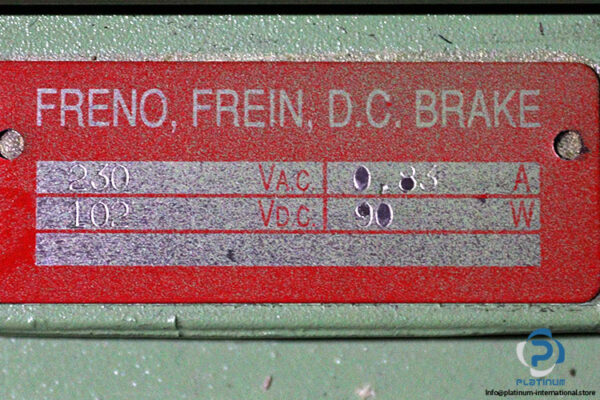 FRENO, FREIN, D.C. BRAKE
230 VA.C. 0,83 A
102 VD.C. 90 W
PLATINUM
Info@platinum-international.store